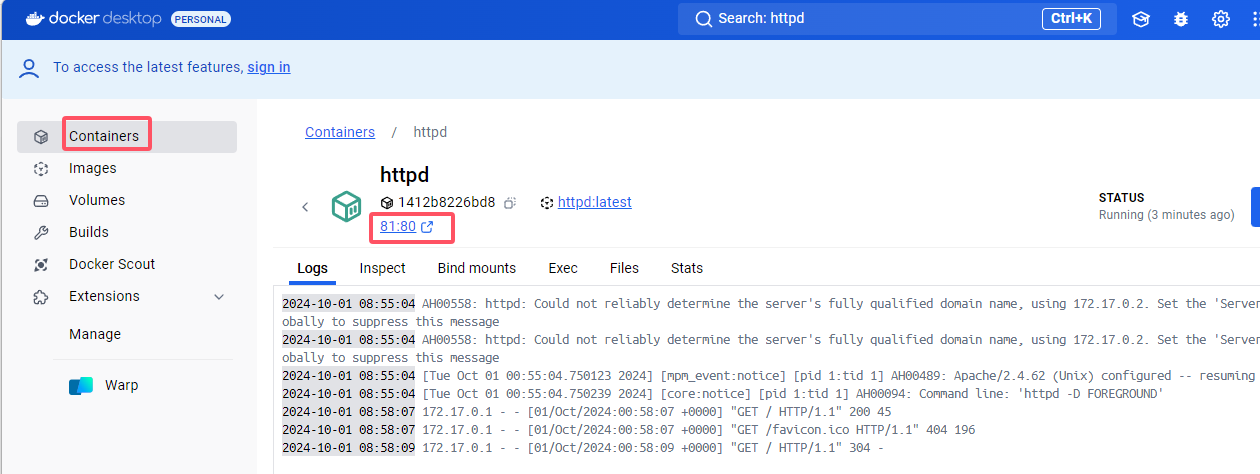 docker desktop PERSONAL
Search: httpd Ctrl+K
To access the latest features, sign in
Containers
Images
Volumes
Builds
Docker Scout
Extensions
Manage
Warp
Containers / httpd
httpd
1412b8226bd8 httpd:latest
81:80
STATUS
Running (3 minutes ago)
Logs Inspect Bind mounts Exec Files Stats
2024-10-01 08:55:04 AH00558: httpd: Could not reliably determine the server's fully qualified domain name, using 172.17.0.2. Set the 'Server
obally to suppress this message
2024-10-01 08:55:04 AH00558: httpd: Could not reliably determine the server's fully qualified domain name, using 172.17.0.2. Set the 'Server
obally to suppress this message
2024-10-01 08:55:04 [Tue Oct 01 00:55:04.750123 2024] [mpm_event:notice] [pid 1:tid 1] AH00489: Apache/2.4.62 (Unix) configured -- resuming
2024-10-01 08:55:04 [Tue Oct 01 00:55:04.750239 2024] [core:notice] [pid 1:tid 1] AH00094: Command line: 'httpd -D FOREGROUND'
2024-10-01 08:58:07 172.17.0.1 - - [01/Oct/2024:00:58:07 +0000] "GET / HTTP/1.1" 200 45
2024-10-01 08:58:07 172.17.0.1 - - [01/Oct/2024:00:58:07 +0000] "GET /favicon.ico HTTP/1.1" 404 196
2024-10-01 08:58:09 172.17.0.1 - - [01/Oct/2024:00:58:09 +0000] "GET / HTTP/1.1" 304 -